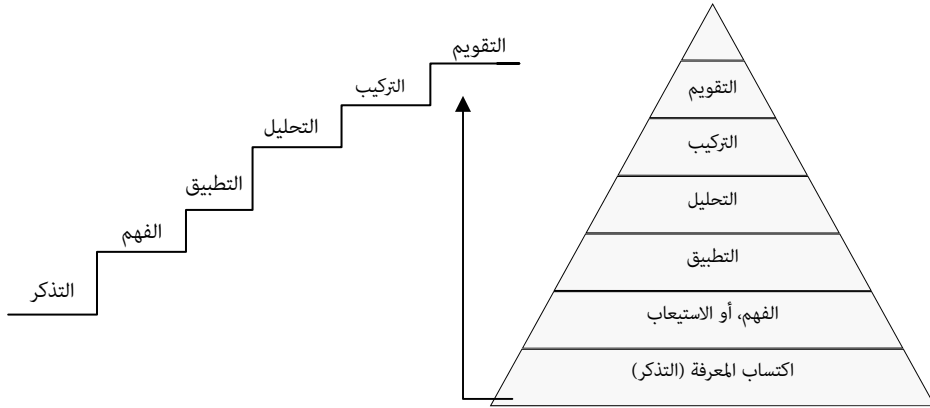 التقويم
التركيب
التحليل
التطبيق
الفهم
التذكر
التقويم
التركيب
التحليل
التطبيق
الفهم، أو الاستيعاب
اكتساب المعرفة (التذكر)